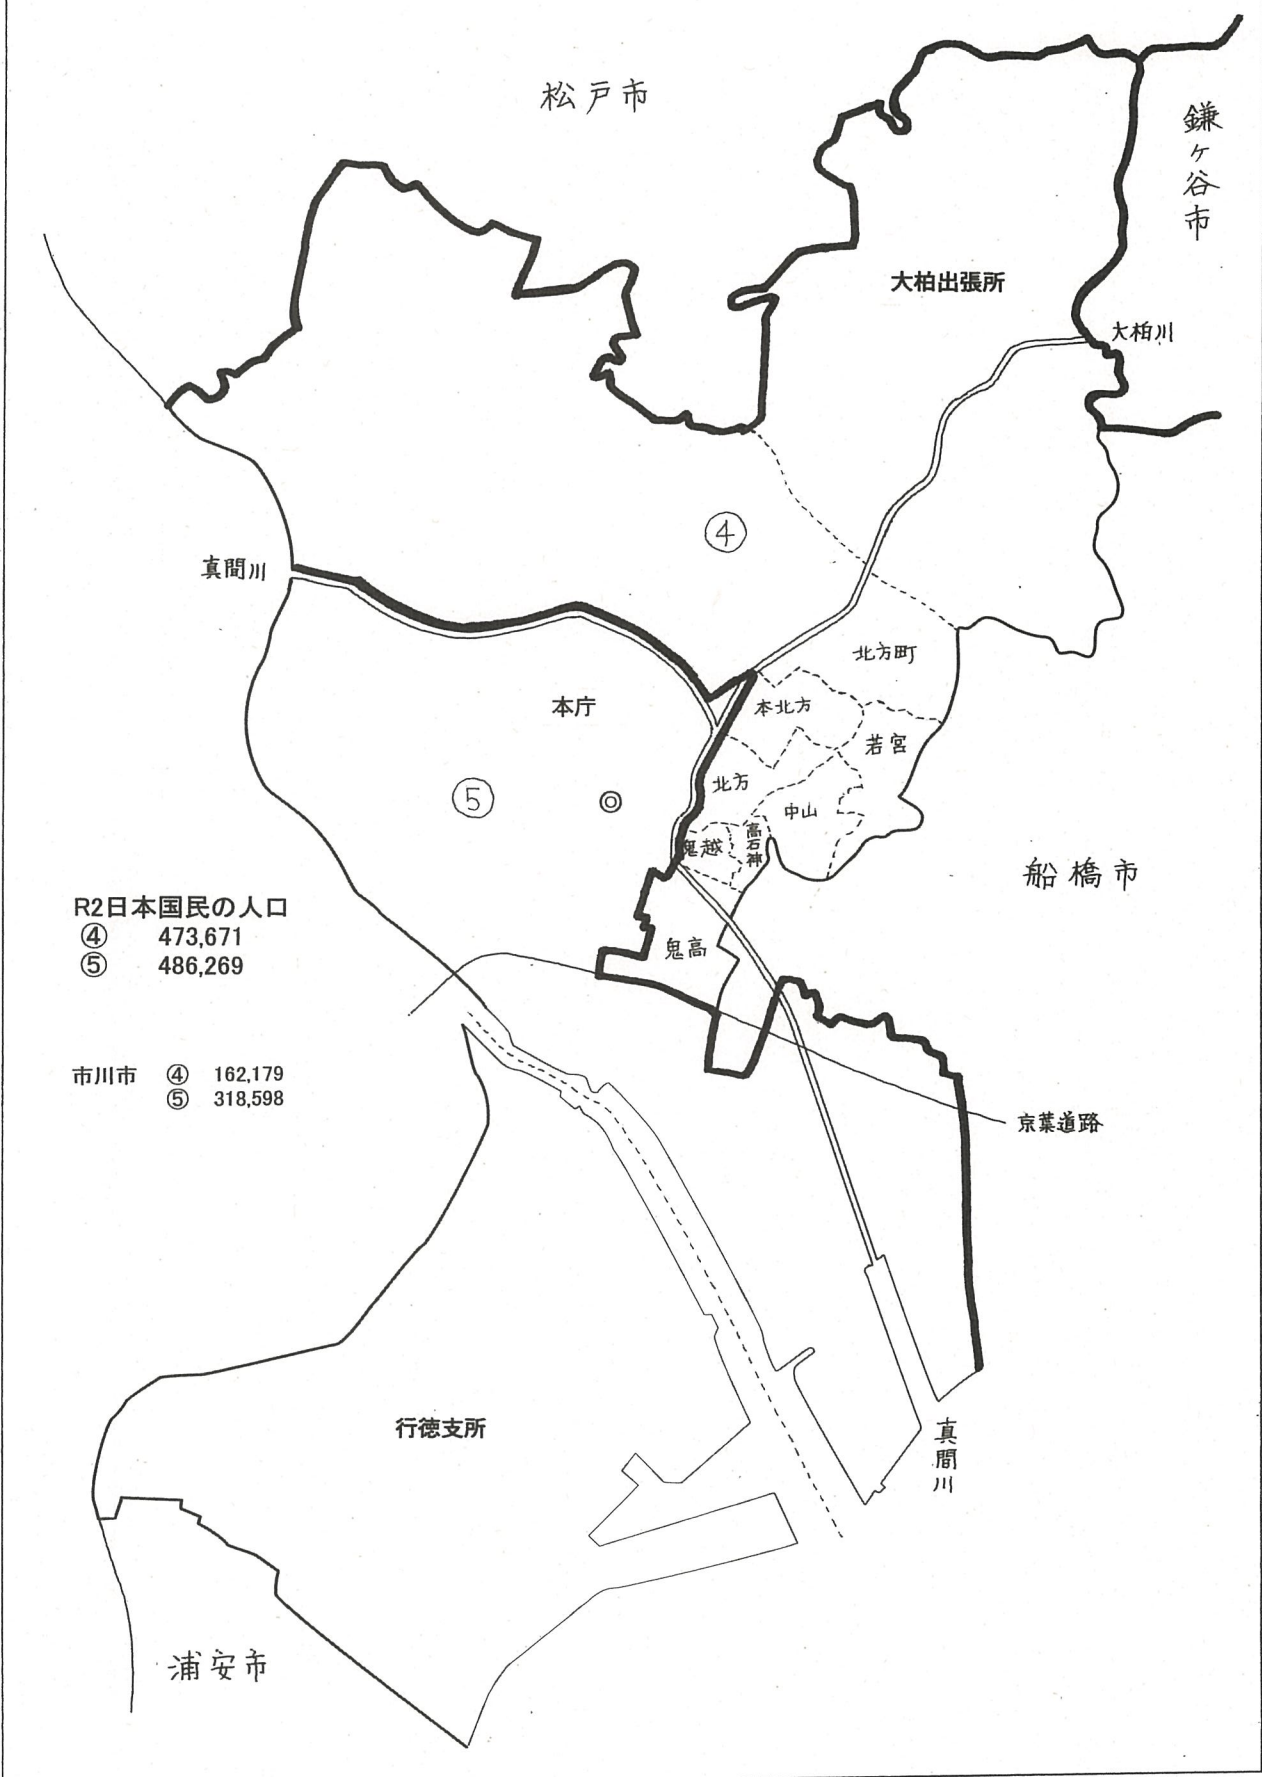 松戸市
鎌ヶ谷市
大柏出張所
大柏川
④
真間川
北方町
本庁
本北方
若宮
⑤
◎
北方
中山
鬼越
高石神
船橋市
R2日本国民の人口
④ 473,671
⑤ 486,269
鬼高
市川市 ④ 162,179
⑤ 318,598
京葉道路
行徳支所
真間川
浦安市